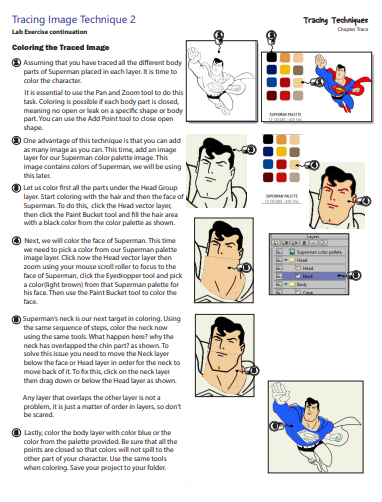 Tracing Image Technique 2
Tracing Techniques
Lab Exercise continuation
Chapter Trace
Coloring the Traced Image
1 Assuming that you have traced all the different body
parts of Superman placed in each layer. It is time to
color the character.
It is essential to use the Pan and Zoom tool to do this
task. Coloring is possible if each body part is closed,
meaning no open or leak on a specific shape or body
part. You can use the Add Point tool to close open
shape.
2 One advantage of this technique is that you can add
as many image as you can. This time, add an image
layer for our Superman color palette image. This
image contains colors of Superman, we will be using
this later.
3 Let us color first all the parts under the Head Group
layer. Start coloring with the hair and then the face of
Superman. To do this, click the Head vector layer,
then click the Paint Bucket tool and fill the hair area
with a black color from the color palette as shown.
4 Next, we will color the face of Superman. This time
we need to pick a color from our Superman palette
image layer. Click now the Head vector layer then
zoom using your mouse scroll roller to focus to the
face of Superman, click the Eyedropper tool and pick
a color(light brown) from that Superman palette for
his face. Then use the Paint Bucket tool to color the
face.
5 Superman's neck is our next target in coloring. Using
the same sequence of steps, color the neck now
using the same tools. What happen here? why the
neck has overlapped the chin part? as shown. To
solve this issue you need to move the Neck layer
below the face or Head layer in order for the neck to
move back of it. To fix this, click on the neck layer
then drag down or below the Head layer as shown.
Any layer that overlaps the other layer is not a
problem, it is just a matter of order in layers, so don't
be scared.
6 Lastly, color the body layer with color blue or the
color from the palette provided. Be sure that all the
points are closed so that colors will not spill to the
other part of your character. Use the same tools
when coloring. Save your project to your folder.
SUPERMAN PALETTE
SUPERMAN PALETTE
Layers
Superman color pallete
Head
Head
Neck
Body
Cape